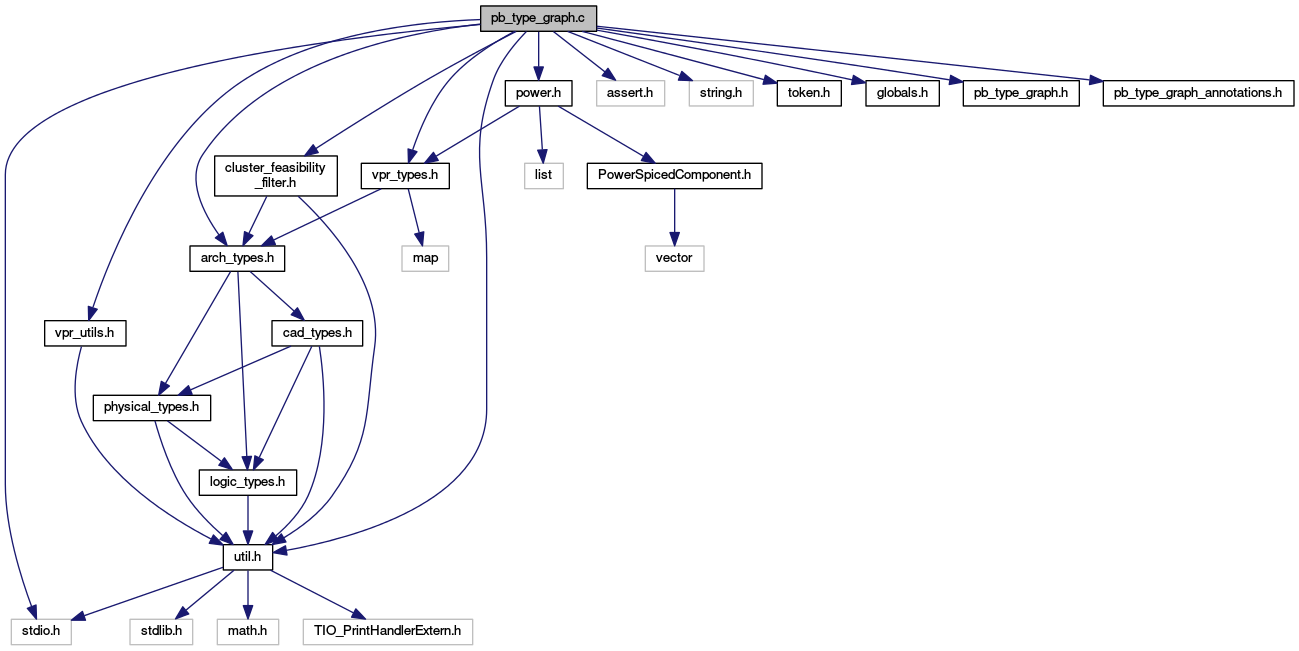 pb_type_graph.c
power.h
assert.h
string.h
token.h
globals.h
pb_type_graph.h
pb_type_graph_annotations.h
cluster_feasibility
_filter.h
vpr_types.h
list
PowerSpicedComponent.h
arch_types.h
map
vector
vpr_utils.h
cad_types.h
physical_types.h
logic_types.h
util.h
stdio.h
stdlib.h
math.h
TIO_PrintHandlerExtern.h